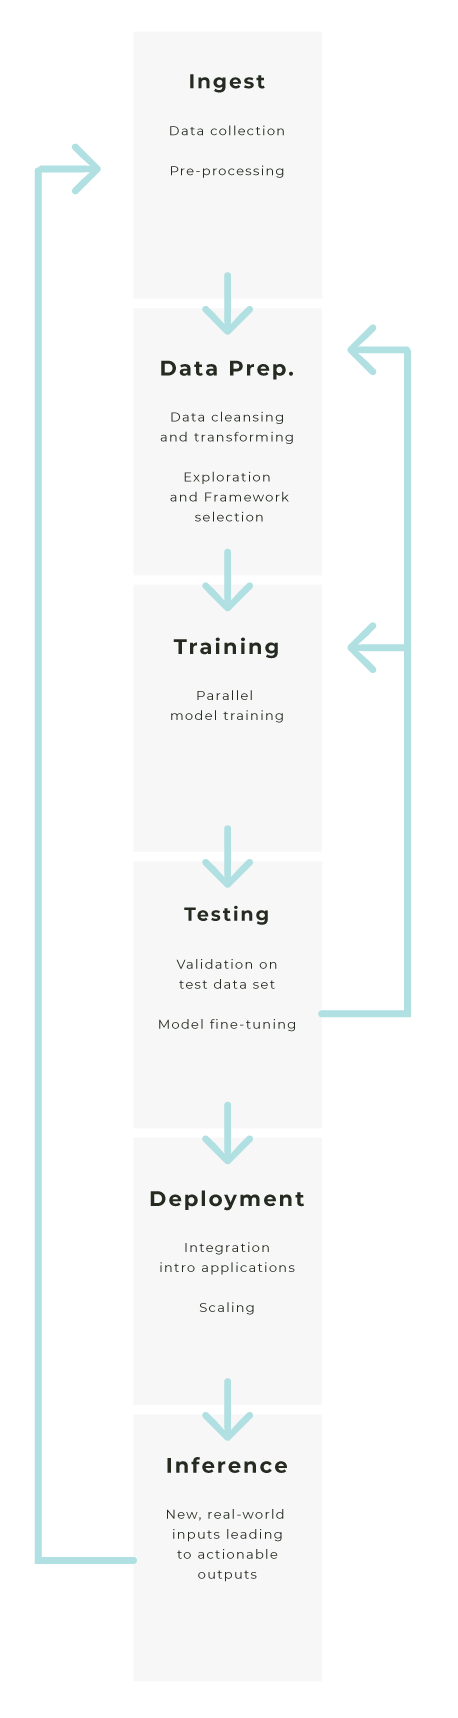 Ingest
Data collection
Pre-processing
Data Prep.
Data cleansing
and transforming
Exploration
and Framework
selection
Training
Parallel
model training
Testing
Validation on
test data set
Model fine-tuning
Deployment
Integration
intro applications
Scaling
Inference
New, real-world
inputs leading
to actionable
outputs